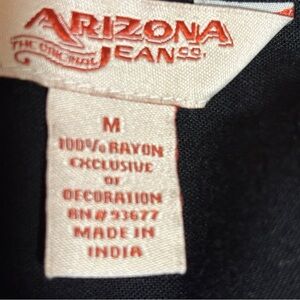 ARIZONA
THE ORIGINAL JEAN CO.
M
100% RAYON
EXCLUSIVE
OF
DECORATION
RN# 93677
MADE IN
INDIA